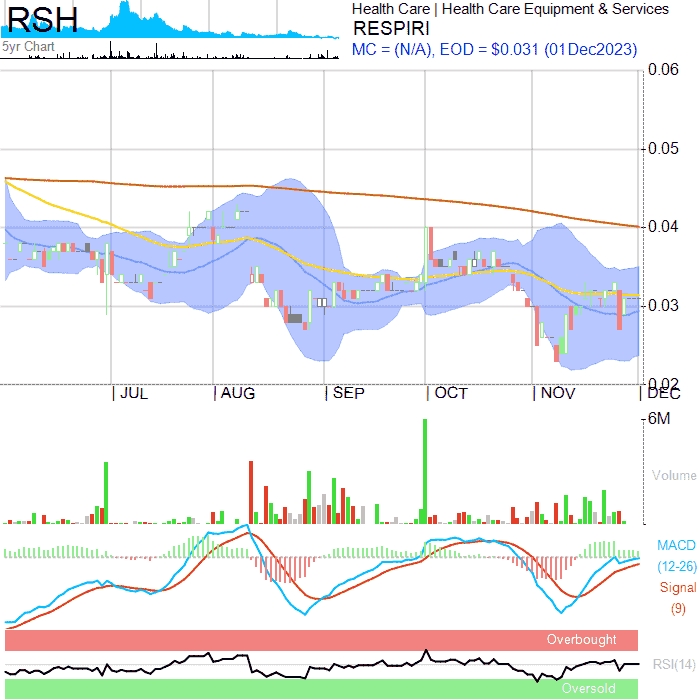 RSH
5yr Chart
Health Care | Health Care Equipment & Services
RESPIRI
MC = (N/A), EOD = $0.031 (01Dec2023)
0.06
0.05
0.04
0.03
0.02
| JUL | AUG | SEP | OCT | NOV | DEC
6M
Volume
MACD
(12-26)
Signal
(9)
Overbought
RSI(14)
Oversold